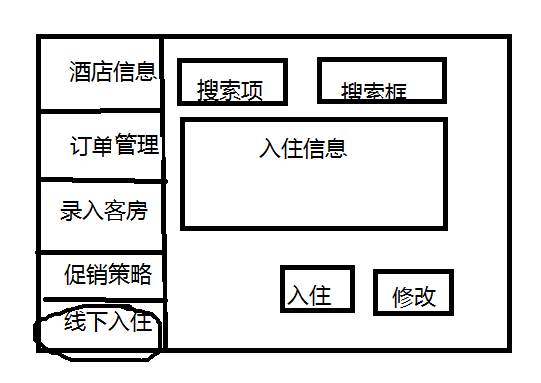 酒店信息
订单管理
录入客房
促销策略
线下入住
搜索项
搜索框
入住信息
入住
修改